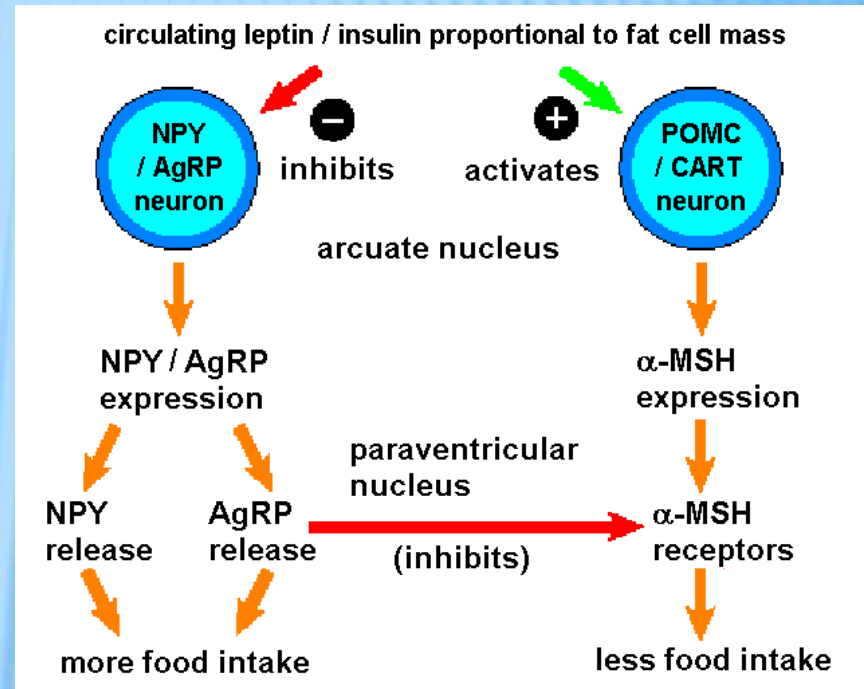 circulating leptin / insulin proportional to fat cell mass
NPY
/ AgRP
neuron
−
inhibits
+
activates
POMC
/ CART
neuron
arcuate nucleus
NPY / AgRP
expression
α-MSH
expression
paraventricular
nucleus
NPY
release
AgRP
release
(inhibits)
α-MSH
receptors
more food intake
less food intake